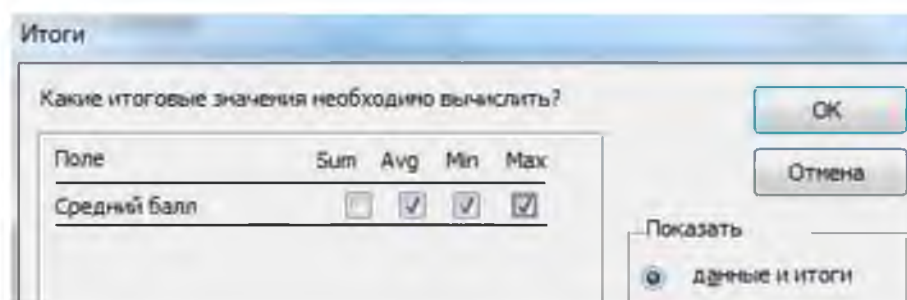 Итоги
Какие итоговые значения необходимо вычислить?
OK
Поле Sum Avg Min Max
Отмена
Средний балл
Показать
данные и итоги